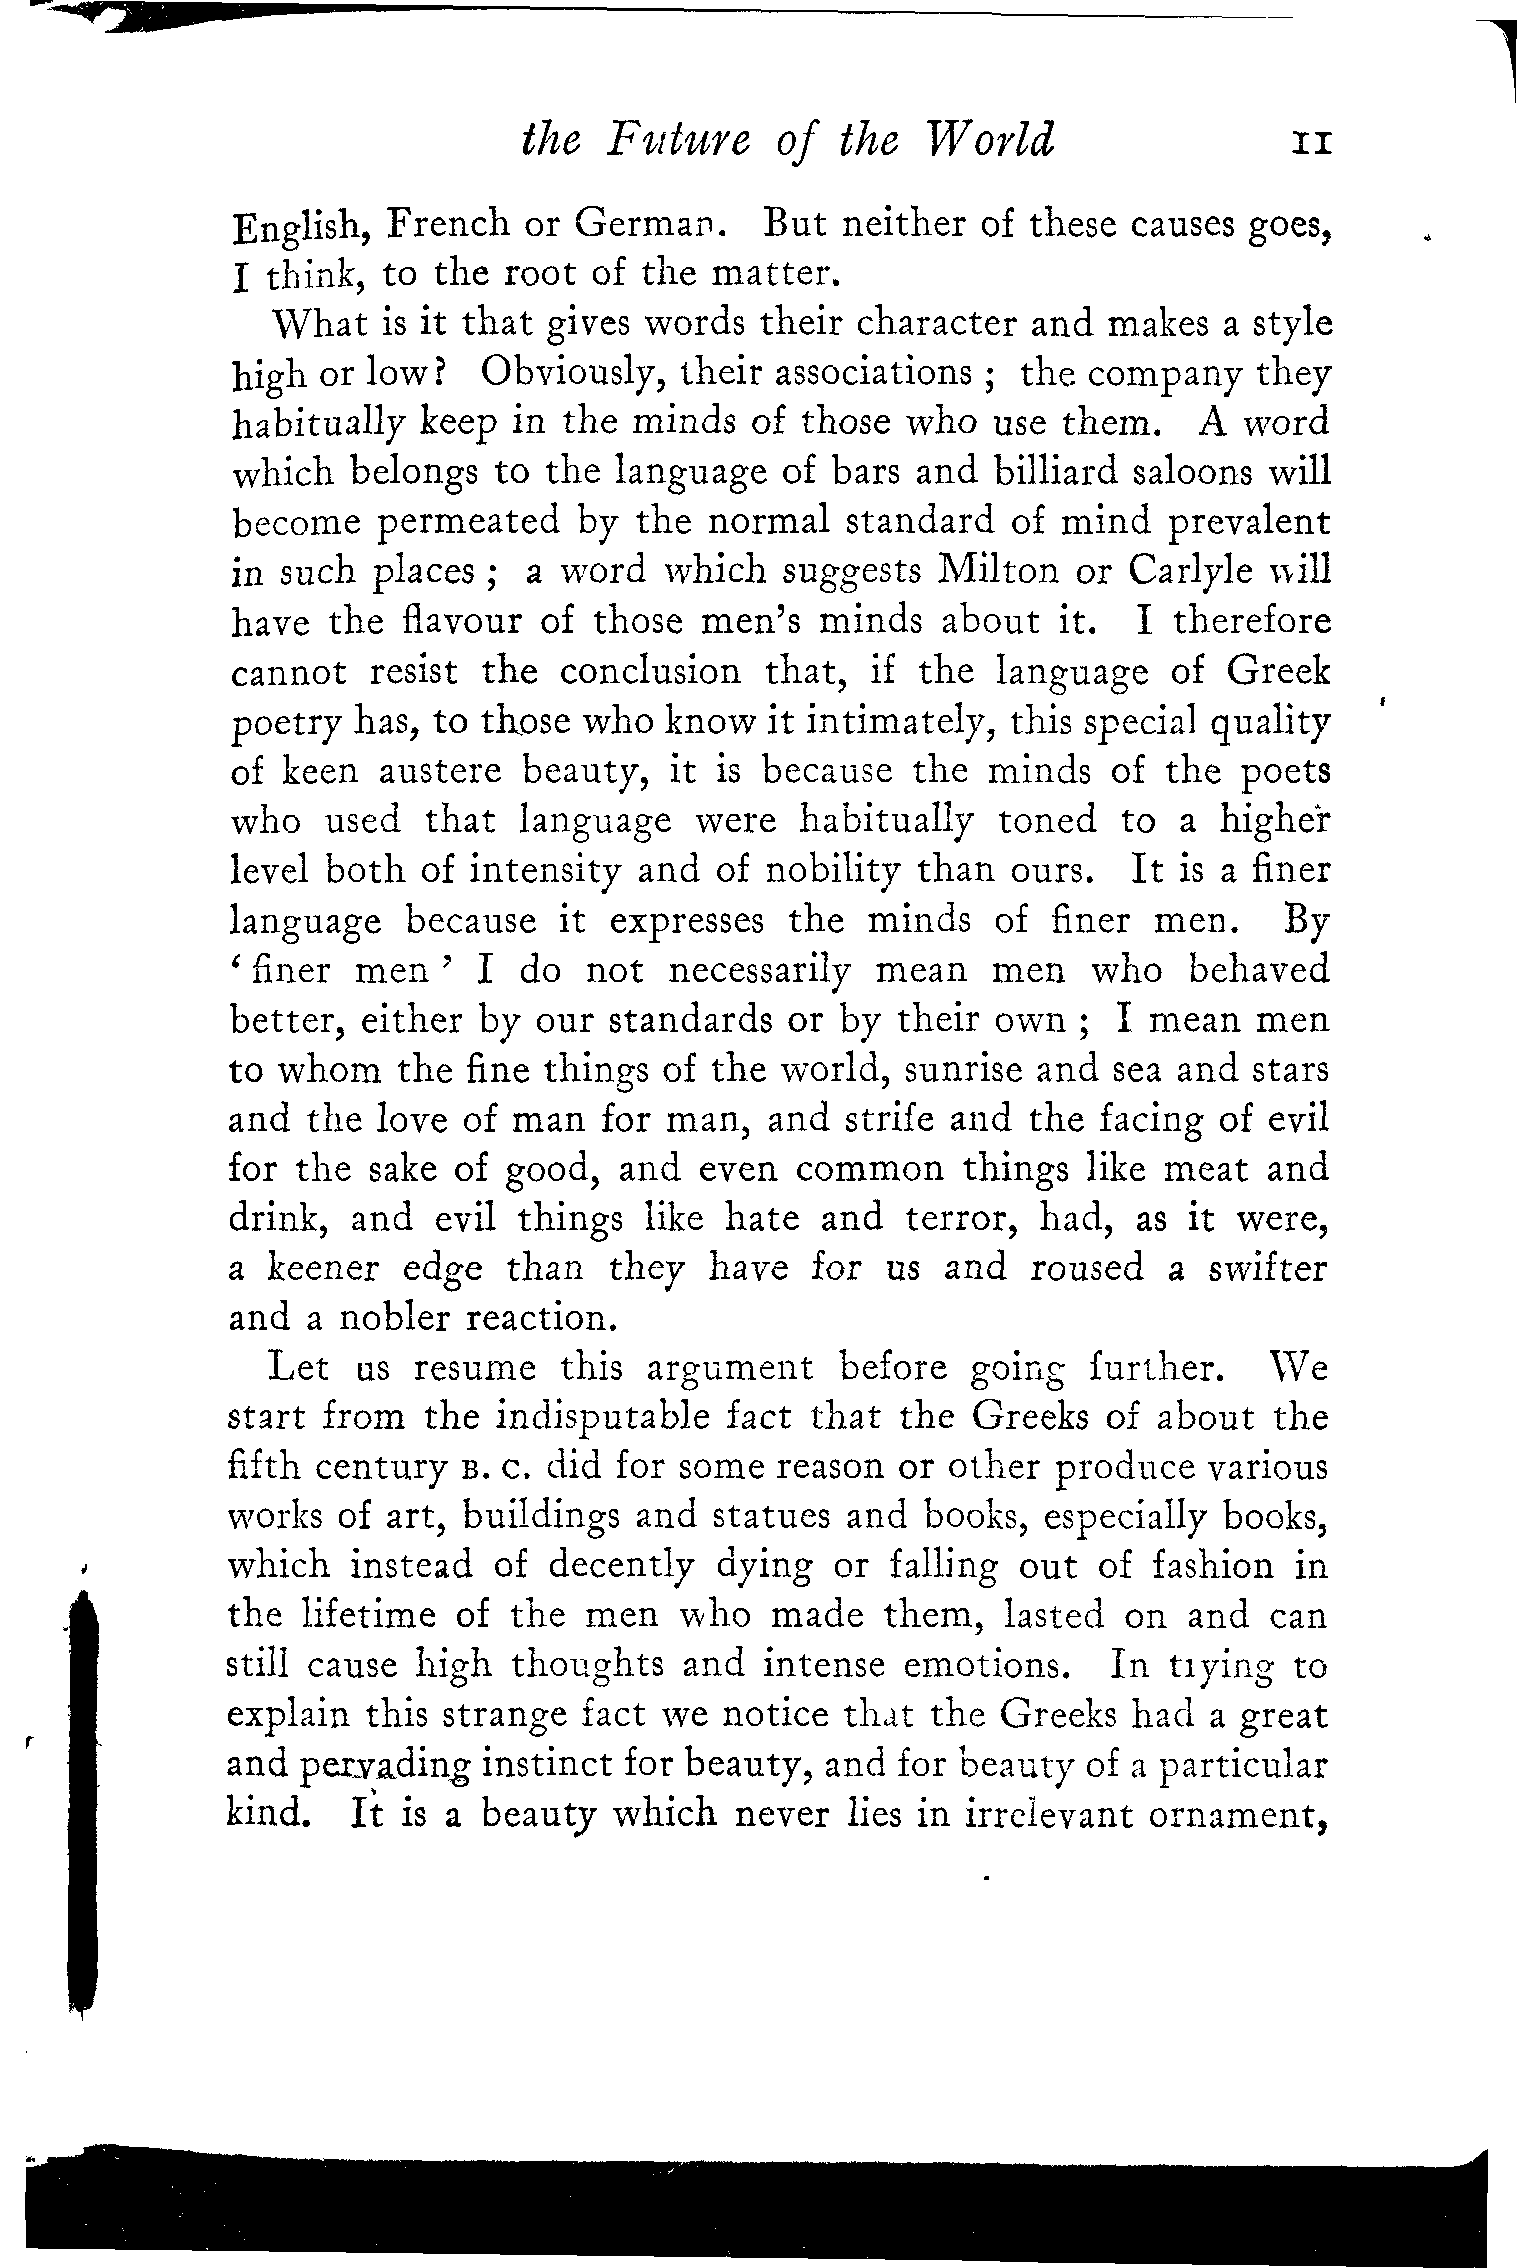 the Future of the World 11
English, French or German. But neither of these causes goes,
I think, to the root of the matter.
What is it that gives words their character and makes a style
high or low? Obviously, their associations ; the company they
habitually keep in the minds of those who use them. A word
which belongs to the language of bars and billiard saloons will
become permeated by the normal standard of mind prevalent
in such places ; a word which suggests Milton or Carlyle will
have the flavour of those men's minds about it. I therefore
cannot resist the conclusion that, if the language of Greek
poetry has, to those who know it intimately, this special quality
of keen austere beauty, it is because the minds of the poets
who used that language were habitually toned to a higher
level both of intensity and of nobility than ours. It is a finer
language because it expresses the minds of finer men. By
‘ finer men ’ I do not necessarily mean men who behaved
better, either by our standards or by their own ; I mean men
to whom the fine things of the world, sunrise and sea and stars
and the love of man for man, and strife and the facing of evil
for the sake of good, and even common things like meat and
drink, and evil things like hate and terror, had, as it were,
a keener edge than they have for us and roused a swifter
and a nobler reaction.
Let us resume this argument before going further. We
start from the indisputable fact that the Greeks of about the
fifth century B. C. did for some reason or other produce various
works of art, buildings and statues and books, especially books,
which instead of decently dying or falling out of fashion in
the lifetime of the men who made them, lasted on and can
still cause high thoughts and intense emotions. In trying to
explain this strange fact we notice that the Greeks had a great
and pervading instinct for beauty, and for beauty of a particular
kind. It is a beauty which never lies in irrelevant ornament,